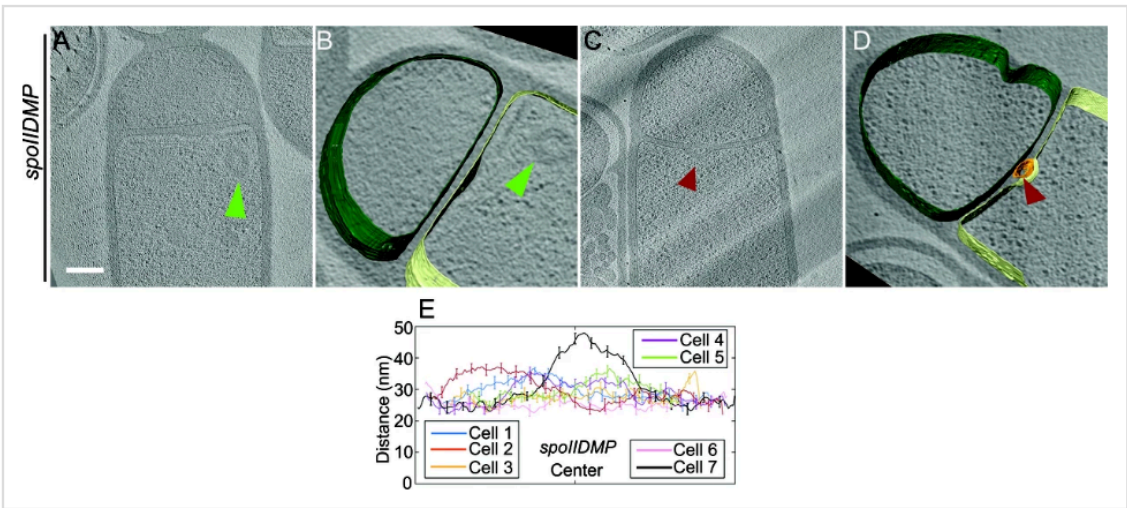 spoIIDMP
A
B
C
D
E
Distance (nm)
50
40
30
20
10
0
Cell 4
Cell 5
Cell 1
Cell 2
Cell 3
spoIIDMP
Center
Cell 6
Cell 7